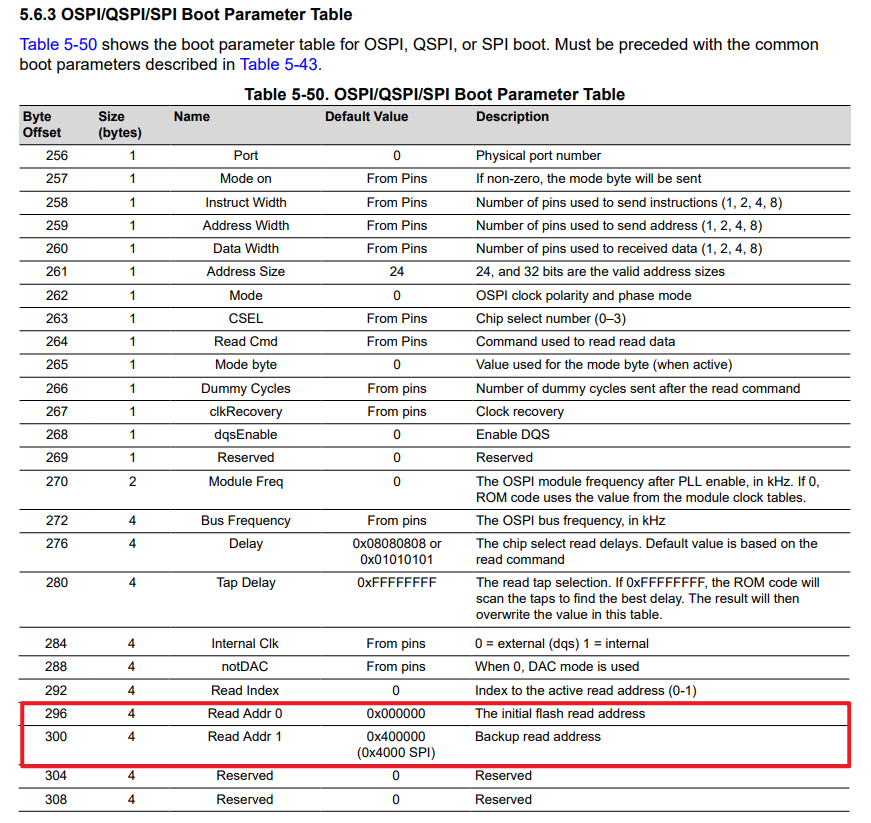 5.6.3 OSPI/QSPI/SPI Boot Parameter Table
Table 5-50 shows the boot parameter table for OSPI, QSPI, or SPI boot. Must be preceded with the common
boot parameters described in Table 5-43.
Table 5-50. OSPI/QSPI/SPI Boot Parameter Table
Byte Offset Size (bytes) Name Default Value Description
256 1 Port 0 Physical port number
257 1 Mode on From Pins If non-zero, the mode byte will be sent
258 1 Instruct Width From Pins Number of pins used to send instructions (1, 2, 4, 8)
259 1 Address Width From Pins Number of pins used to send address (1, 2, 4, 8)
260 1 Data Width From Pins Number of pins used to received data (1, 2, 4, 8)
261 1 Address Size 24 24, and 32 bits are the valid address sizes
262 1 Mode 0 OSPI clock polarity and phase mode
263 1 CSEL From Pins Chip select number (0–3)
264 1 Read Cmd From Pins Command used to read read data
265 1 Mode byte 0 Value used for the mode byte (when active)
266 1 Dummy Cycles From pins Number of dummy cycles sent after the read command
267 1 clkRecovery From pins Clock recovery
268 1 dqsEnable 0 Enable DQS
269 1 Reserved 0 Reserved
270 2 Module Freq 0 The OSPI module frequency after PLL enable, in kHz. If 0,
ROM code uses the value from the module clock tables.
272 4 Bus Frequency From pins The OSPI bus frequency, in kHz
276 4 Delay 0x08080808 or The chip select read delays. Default value is based on the
0x01010101 read command
280 4 Tap Delay 0xFFFFFFFF The read tap selection. If 0xFFFFFFFF, the ROM code will
scan the taps to find the best delay. The result will then
overwrite the value in this table.
284 4 Internal Clk From pins 0 = external (dqs) 1 = internal
288 4 notDAC From pins When 0, DAC mode is used
292 4 Read Index 0 Index to the active read address (0-1)
296 4 Read Addr 0 0x000000 The initial flash read address
300 4 Read Addr 1 0x400000 Backup read address
(0x4000 SPI)
304 4 Reserved 0 Reserved
308 4 Reserved 0 Reserved